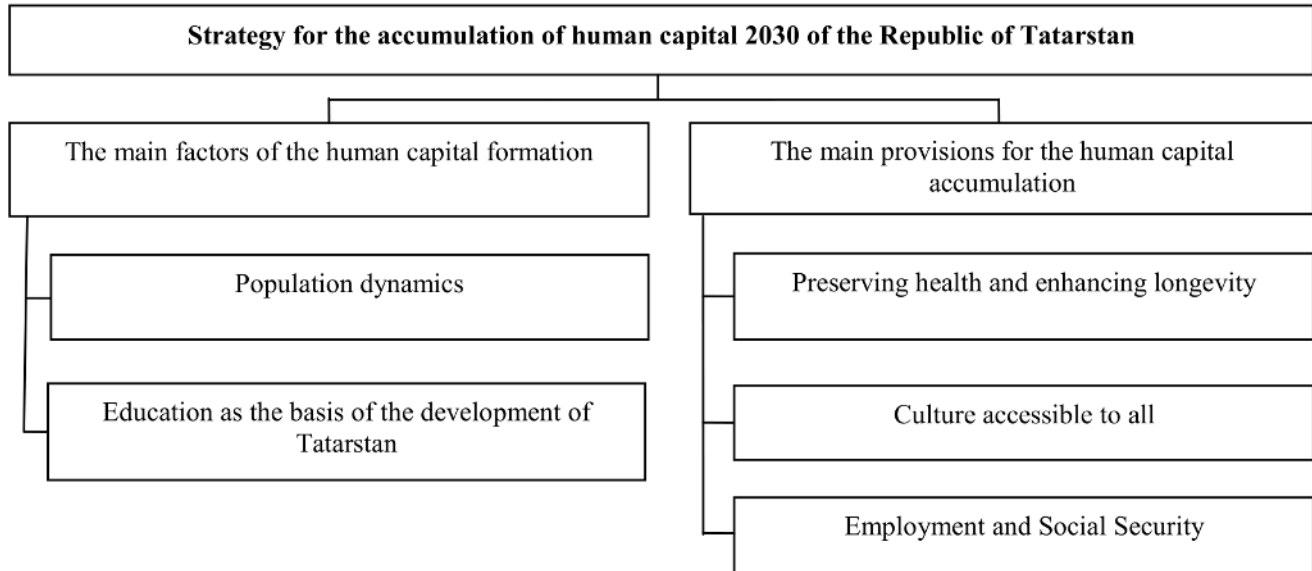 Strategy for the accumulation of human capital 2030 of the Republic of Tatarstan
The main factors of the human capital formation
Population dynamics
Education as the basis of the development of
Tatarstan
The main provisions for the human capital
accumulation
Preserving health and enhancing longevity
Culture accessible to all
Employment and Social Security